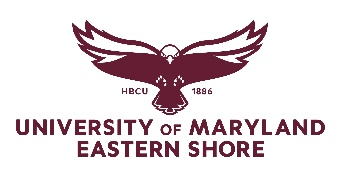 HBCU 1886
UNIVERSITY OF MARYLAND
EASTERN SHORE